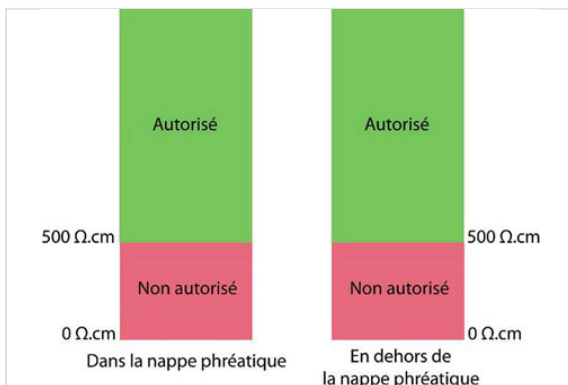 Autorisé
Autorisé
500 Ω.cm
500 Ω.cm
Non autorisé
Non autorisé
0 Ω.cm
0 Ω.cm
Dans la nappe phréatique
En dehors de
la nappe phréatique